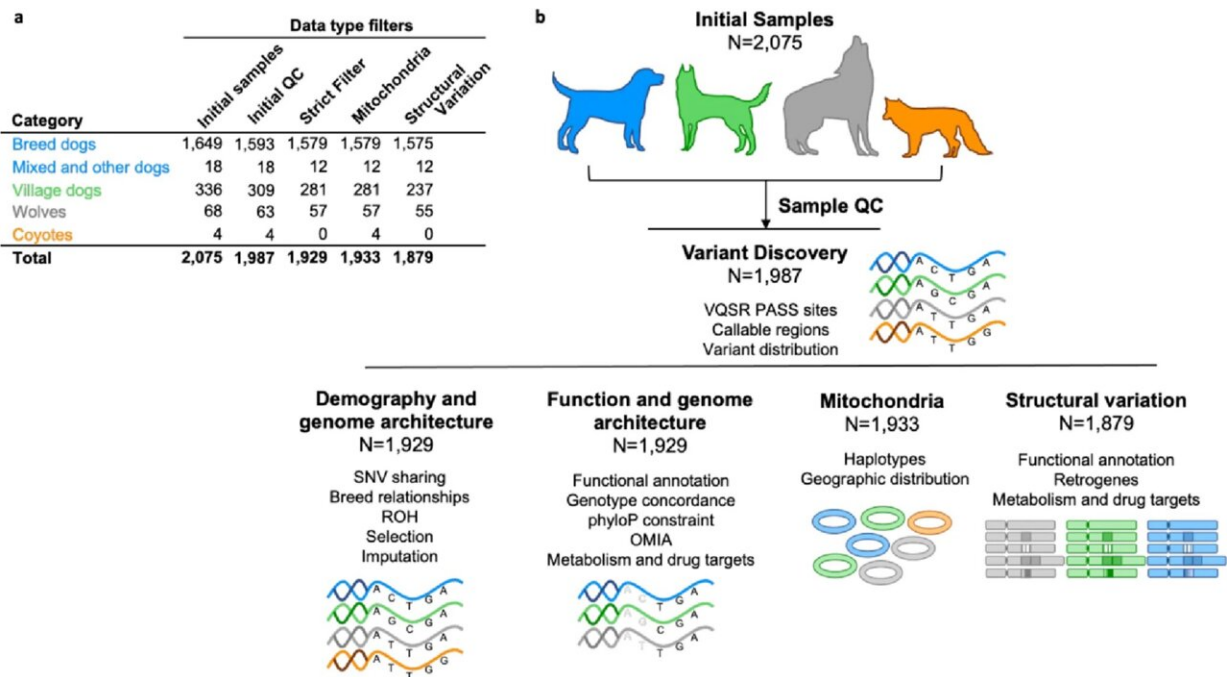 a
Data type filters
Initial samples
Initial QC
Strict Filter
Mitochondria
Structural
Variation
Category
Breed dogs 1,649 1,593 1,579 1,579 1,575
Mixed and other dogs 18 18 12 12 12
Village dogs 336 309 281 281 237
Wolves 68 63 57 57 55
Coyotes 4 4 0 4 0
Total 2,075 1,987 1,929 1,933 1,879
b
Initial Samples
N=2,075
Sample QC
Variant Discovery
N=1,987
VQSR PASS sites
Callable regions
Variant distribution
A C T G A
A G C G A
A T T G A
A T T G G
Demography and
genome architecture
N=1,929
SNV sharing
Breed relationships
ROH
Selection
Imputation
A C T G A
A G C G A
A T T G A
A T T G G
Function and genome
architecture
N=1,929
Functional annotation
Genotype concordance
phyloP constraint
OMIA
Metabolism and drug targets
A C T G A
A G C G A
A T T G A
Mitochondria
N=1,933
Haplotypes
Geographic distribution
Structural variation
N=1,879
Functional annotation
Retrogenes
Metabolism and drug targets